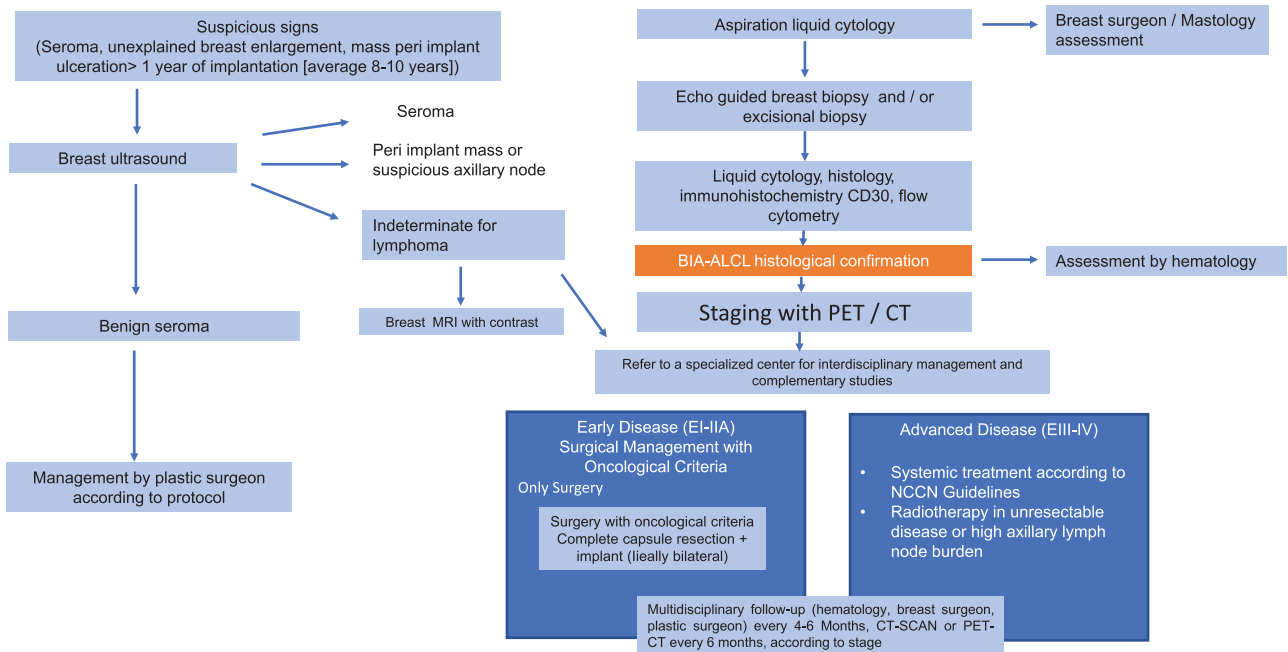 Suspicious signs
(Seroma, unexplained breast enlargement, mass peri implant
ulceration> 1 year of implantation [average 8-10 years])
Breast ultrasound
Seroma
Peri implant mass or
suspicious axillary node
Indeterminate for
lymphoma
Breast MRI with contrast
Benign seroma
Management by plastic surgeon
according to protocol
Aspiration liquid cytology
Breast surgeon / Mastology
assessment
Echo guided breast biopsy and / or
excisional biopsy
Liquid cytology, histology,
immunohistochemistry CD30, flow
cytometry
BIA-ALCL histological confirmation
Assessment by hematology
Staging with PET / CT
Refer to a specialized center for interdisciplinary management and
complementary studies
Early Disease (EI-IIA)
Surgical Management with
Oncological Criteria
Only Surgery
Surgery with oncological criteria
Complete capsule resection +
implant (lieally bilateral)
Advanced Disease (EIII-IV)
• Systemic treatment according to
NCCN Guidelines
• Radiotherapy in unresectable
disease or high axillary lymph
node burden
Multidisciplinary follow-up (hematology, breast surgeon,
plastic surgeon) every 4-6 Months, CT-SCAN or PET-
CT every 6 months, according to stage